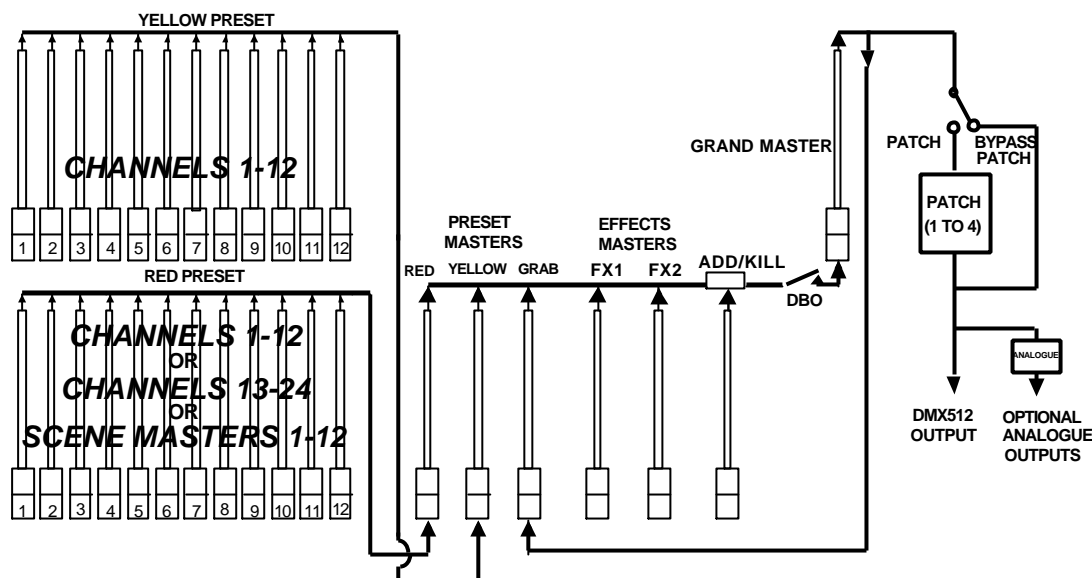 YELLOW PRESET
CHANNELS 1-12
1 2 3 4 5 6 7 8 9 10 11 12
RED PRESET
CHANNELS 1-12
OR
CHANNELS 13-24
OR
SCENE MASTERS 1-12
1 2 3 4 5 6 7 8 9 10 11 12
PRESET
MASTERS
RED YELLOW GRAB
EFFECTS
MASTERS
FX1 FX2
ADD/KILL
DBO
GRAND MASTER
PATCH
BYPASS
PATCH
PATCH
(1 TO 4)
ANALOGUE
DMX512
OUTPUT
OPTIONAL
ANALOGUE
OUTPUTS